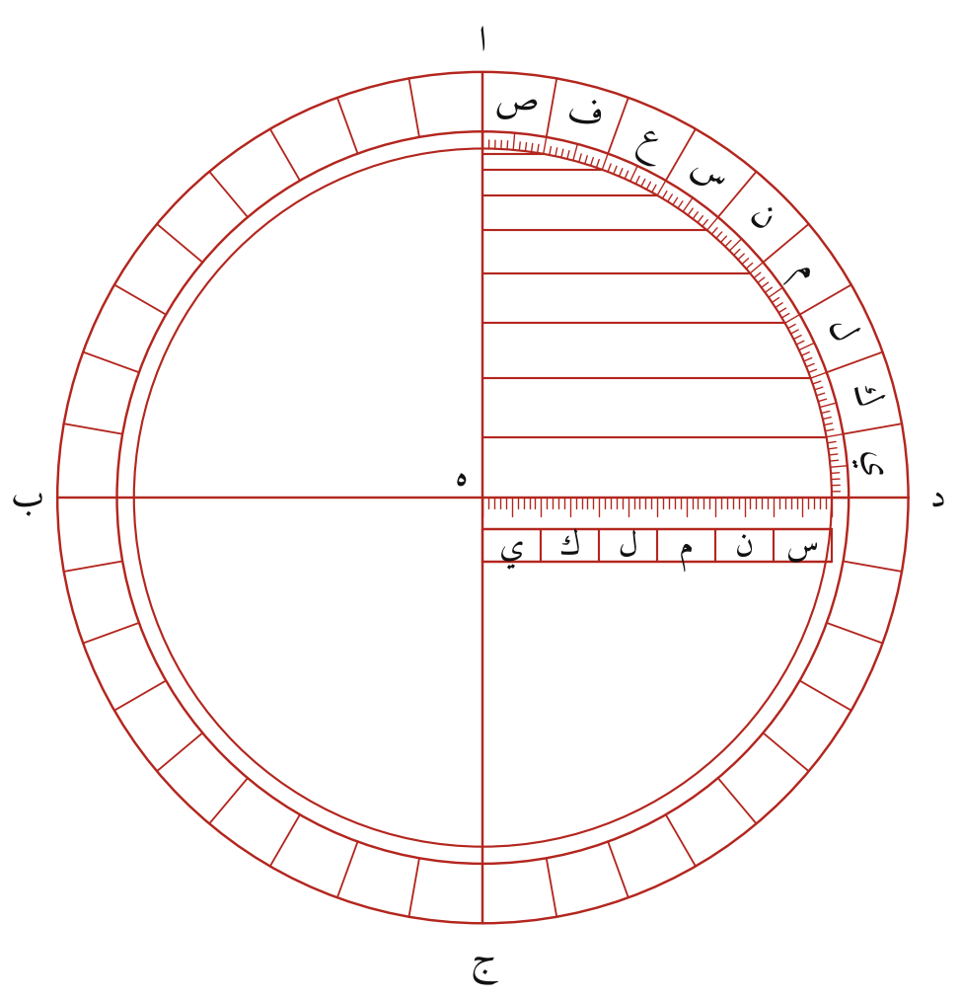 ا
ص ف ع س ن م ل ك ي
ب
ه
د
ي ك ل م ن س
ج